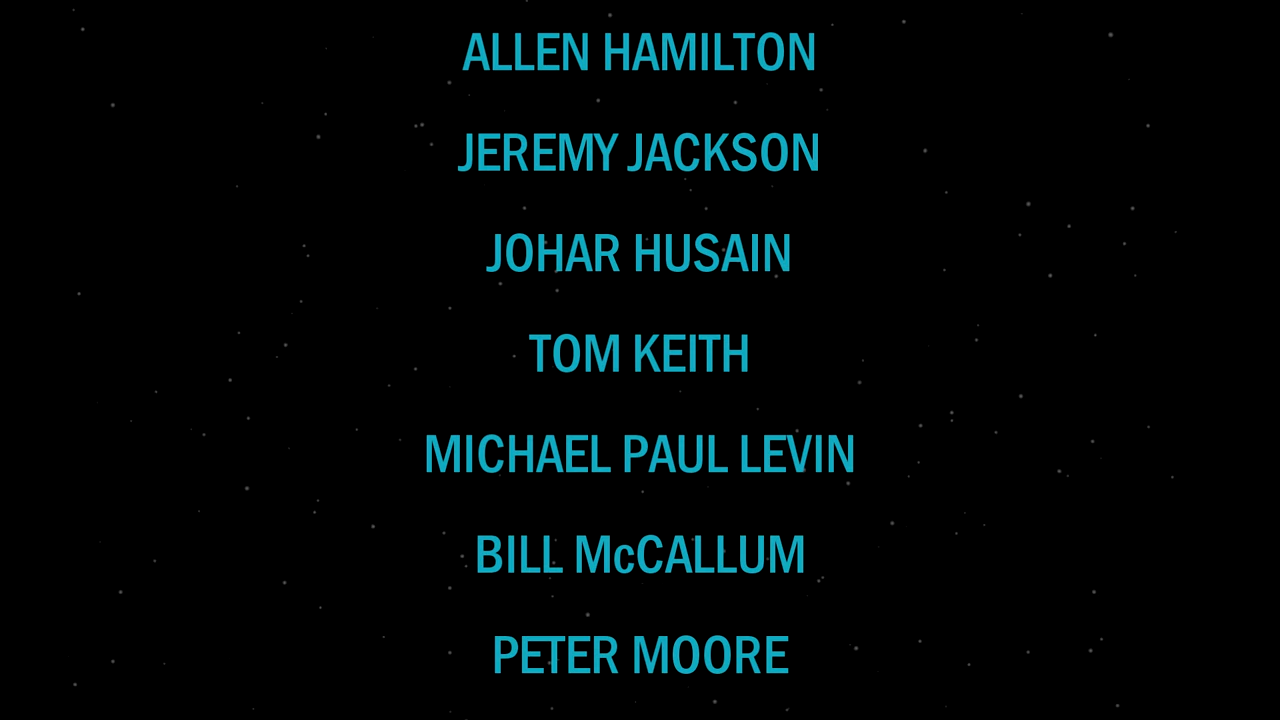 ALLEN HAMILTON
JEREMY JACKSON
JOHAR HUSAIN
TOM KEITH
MICHAEL PAUL LEVIN
BILL McCALLUM
PETER MOORE